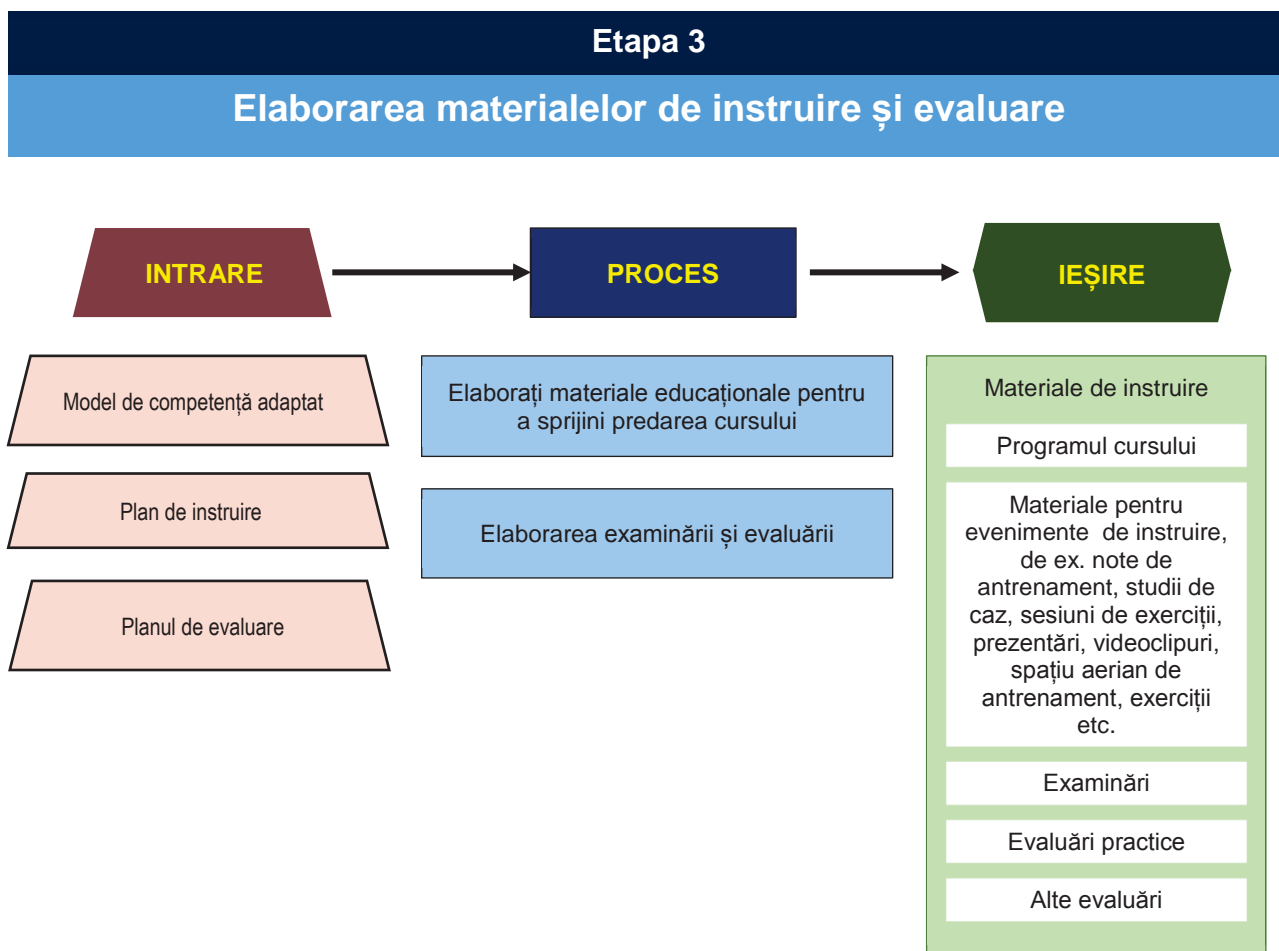 Etapa 3
Elaborarea materialelor de instruire și evaluare
INTRARE
PROCES
IEȘIRE
Model de competență adaptat
Plan de instruire
Planul de evaluare
Elaborați materiale educaționale pentru
a sprijini predarea cursului
Elaborarea examinării și evaluării
Materiale de instruire
Programul cursului
Materiale pentru
evenimente de instruire,
de ex. note de
antrenament, studii de
caz, sesiuni de exerciții,
prezentări, videoclipuri,
spațiu aerian de
antrenament, exerciții
etc.
Examinări
Evaluări practice
Alte evaluări